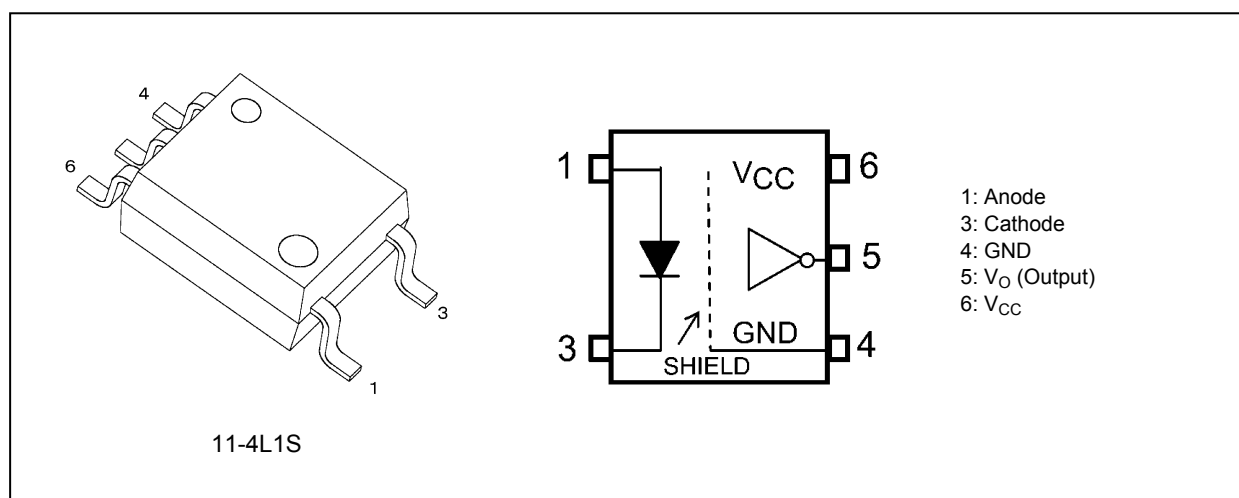 4
6
3
1
11-4L1S
1
3
VCC
GND
SHIELD
6
5
4
1: Anode
3: Cathode
4: GND
5: VO (Output)
6: VCC